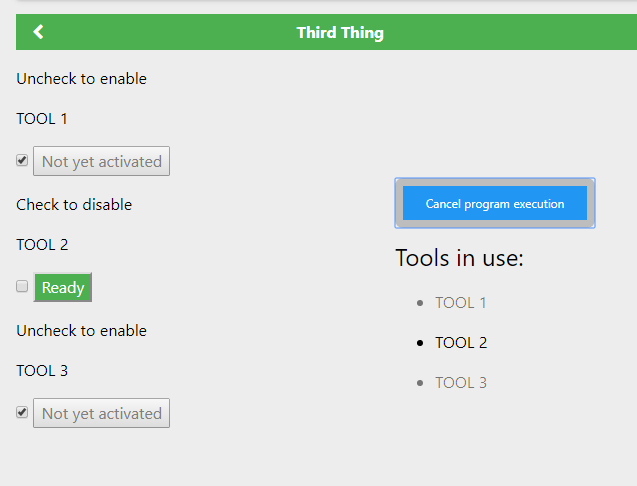 Third Thing
Uncheck to enable
TOOL 1
Not yet activated
Check to disable
TOOL 2
Ready
Uncheck to enable
TOOL 3
Not yet activated
Cancel program execution
Tools in use:
TOOL 1
TOOL 2
TOOL 3